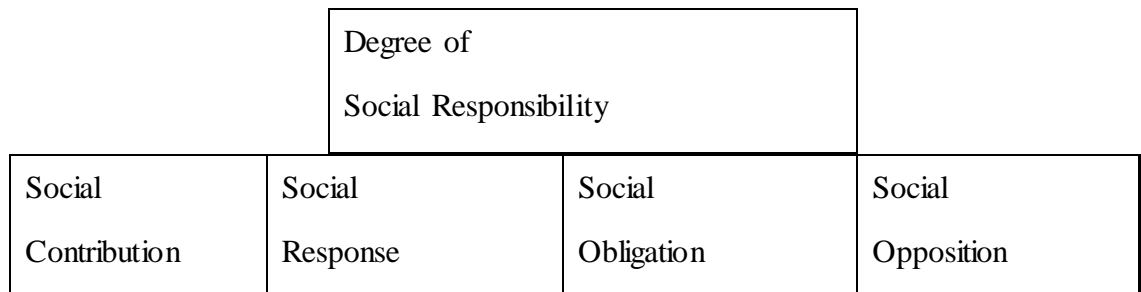 Degree of
Social Responsibility
Social
Contribution
Social
Response
Social
Obligation
Social
Opposition